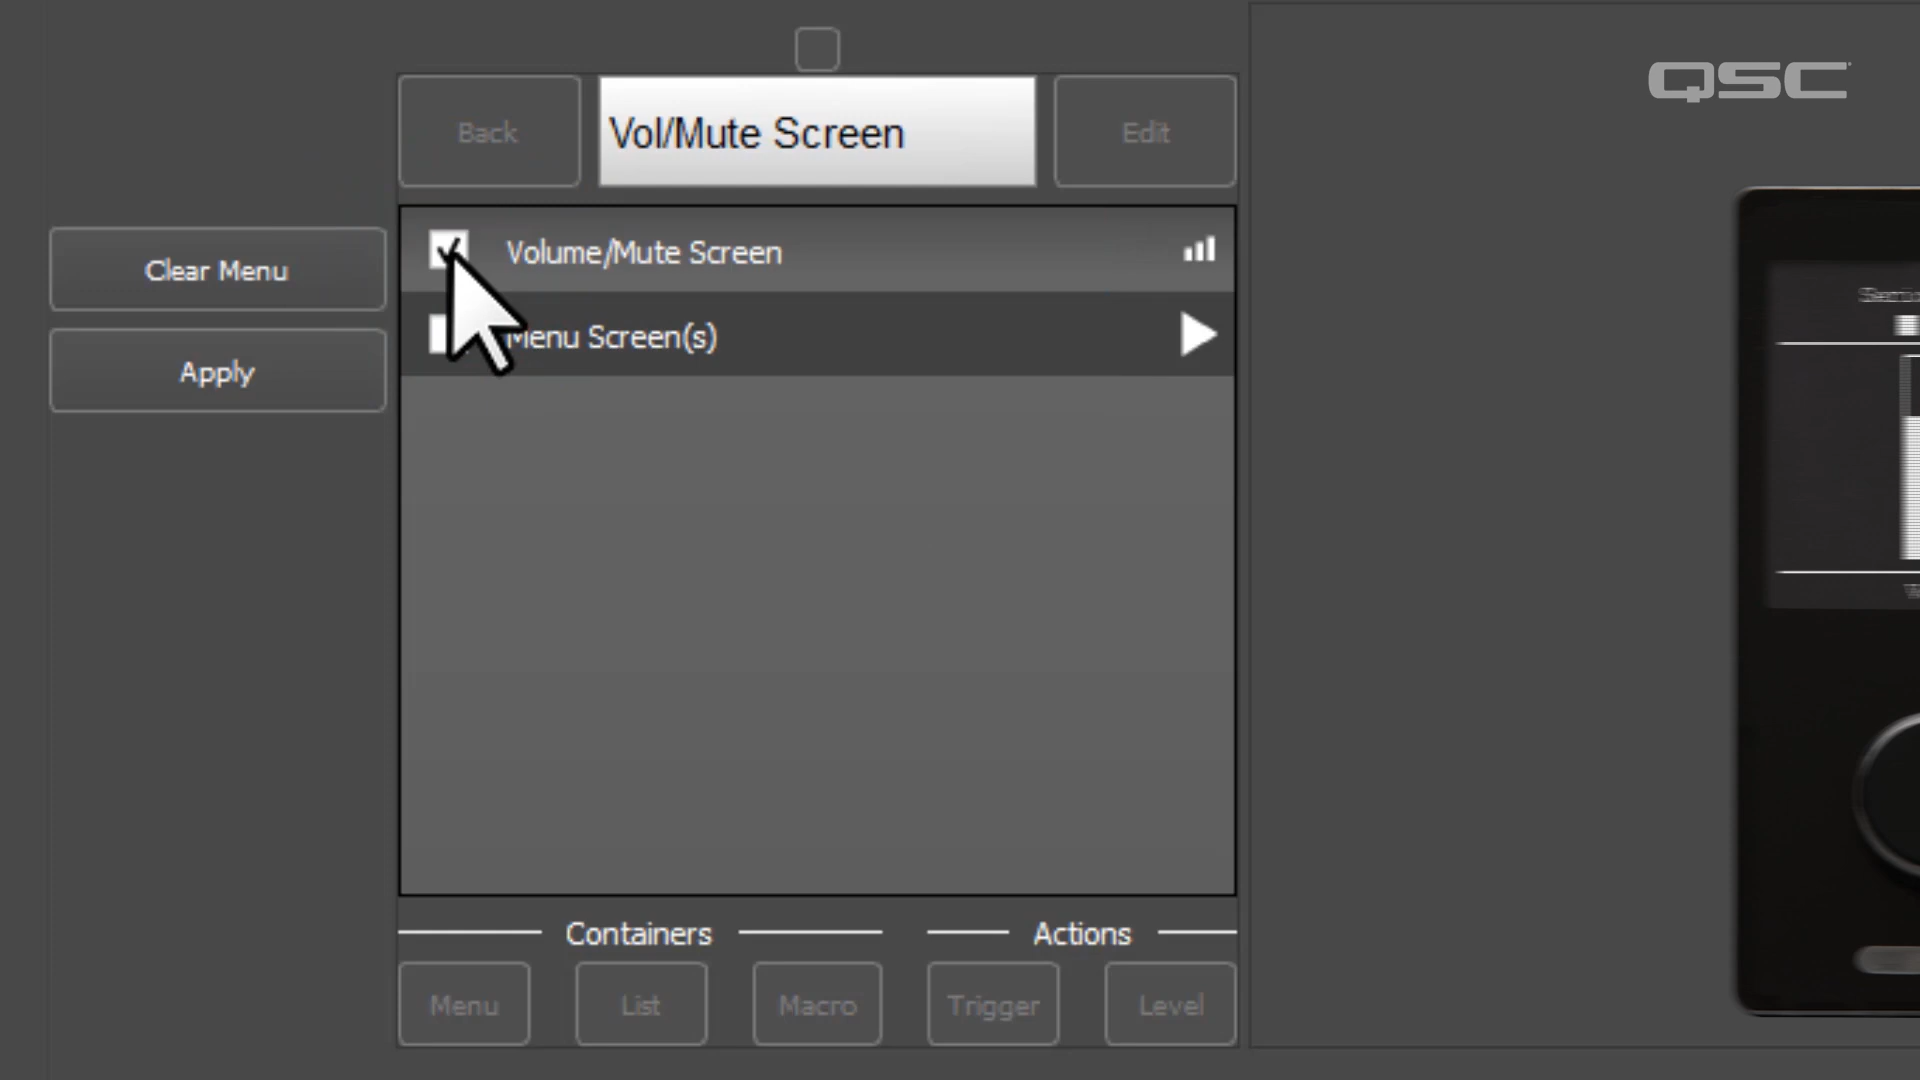 QSC
Back
Vol/Mute Screen
Edit
Clear Menu
Apply
Volume/Mute Screen
Menu Screen(s)
Containers
Actions
Menu
List
Macro
Trigger
Level